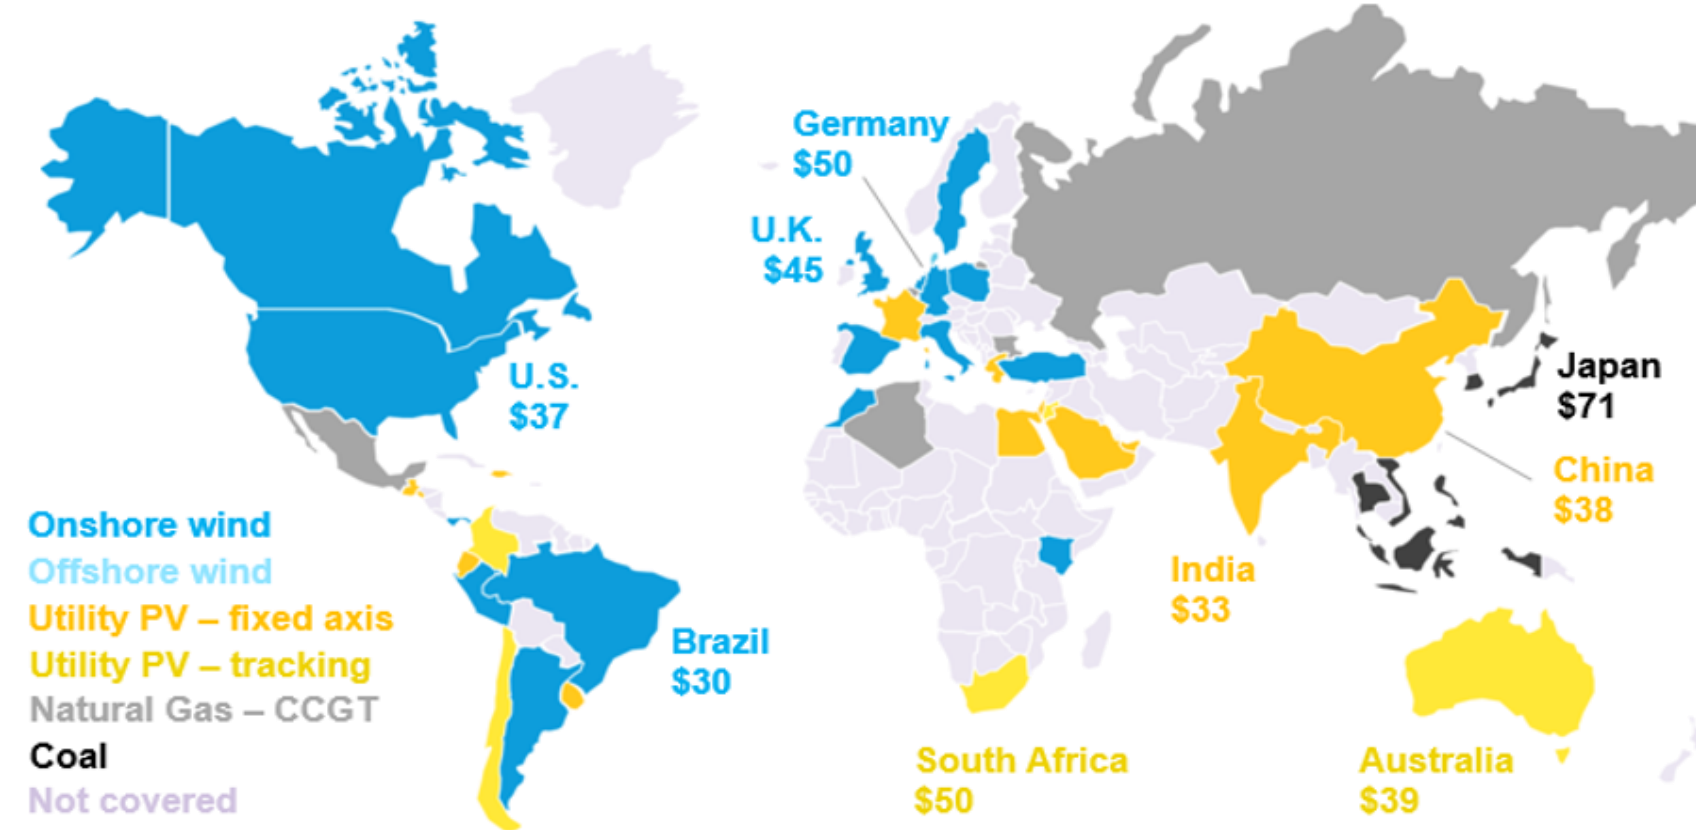 Germany
$50
U.K.
$45
U.S.
$37
Japan
$71
China
$38
India
$33
Brazil
$30
South Africa
$50
Australia
$39
Onshore wind
Offshore wind
Utility PV – fixed axis
Utility PV – tracking
Natural Gas – CCGT
Coal
Not covered